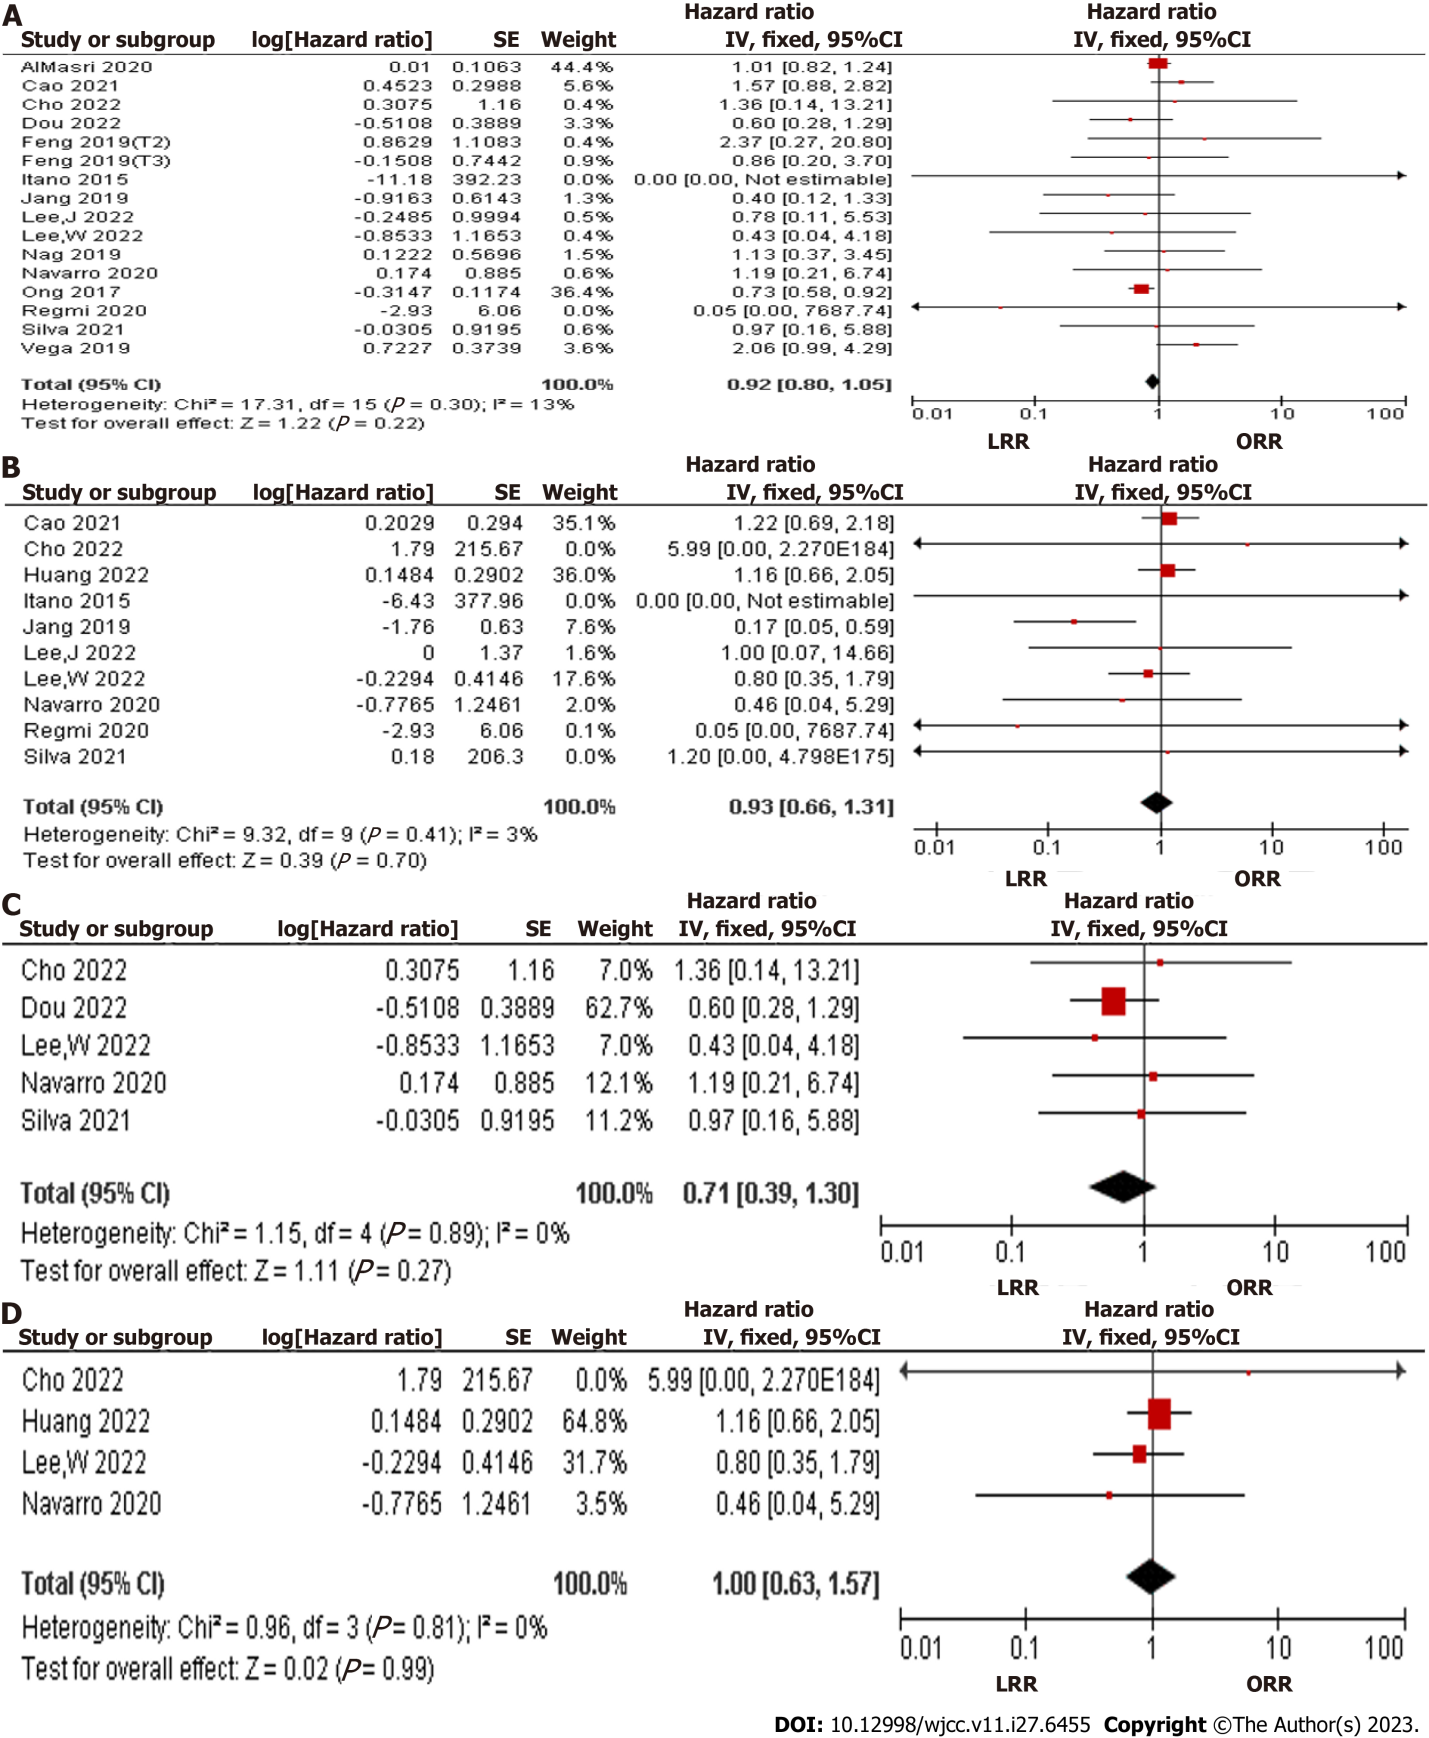 A
Hazard ratio Hazard ratio
Study or subgroup log[Hazard ratio] SE Weight IV, fixed, 95%CI IV, fixed, 95%CI
AlMasri 2020 0.01 0.1063 44.4% 1.01 [0.82, 1.24]
Cao 2021 0.4523 0.2988 5.6% 1.57 [0.88, 2.82]
Cho 2022 0.3075 1.16 0.4% 1.36 [0.14, 13.21]
Dou 2022 -0.5108 0.3889 3.3% 0.60 [0.28, 1.29]
Feng 2019(T2) 0.8629 1.1083 0.4% 2.37 [0.27, 20.80]
Feng 2019(T3) -0.1508 0.7442 0.9% 0.86 [0.20, 3.70]
Itano 2015 -11.18 392.23 0.0% 0.00 [0.00, Not estimable]
Jang 2019 -0.9163 0.6143 1.3% 0.40 [0.12, 1.33]
Lee,J 2022 -0.2485 0.9994 0.5% 0.78 [0.11, 5.53]
Lee,W 2022 -0.8533 1.1653 0.4% 0.43 [0.04, 4.18]
Nag 2019 0.1222 0.5696 1.5% 1.13 [0.37, 3.45]
Navarro 2020 0.174 0.885 0.6% 1.19 [0.21, 6.74]
Ong 2017 -0.3147 0.1174 36.4% 0.73 [0.58, 0.92]
Regmi 2020 -2.93 6.06 0.0% 0.05 [0.00, 7687.74]
Silva 2021 -0.0305 0.9195 0.6% 0.97 [0.16, 5.88]
Vega 2019 0.7227 0.3739 3.6% 2.06 [0.99, 4.29]
Total (95% CI) 100.0% 0.92 [0.80, 1.05]
Heterogeneity: Chi² = 17.31, df = 15 (P = 0.30); I² = 13%
Test for overall effect: Z = 1.22 (P = 0.22)
0.01 0.1 1 10 100
LRR ORR
B
Hazard ratio Hazard ratio
Study or subgroup log[Hazard ratio] SE Weight IV, fixed, 95%CI IV, fixed, 95%CI
Cao 2021 0.2029 0.294 35.1% 1.22 [0.69, 2.18]
Cho 2022 1.79 215.67 0.0% 5.99 [0.00, 2.270E184]
Huang 2022 0.1484 0.2902 36.0% 1.16 [0.66, 2.05]
Itano 2015 -6.43 377.96 0.0% 0.00 [0.00, Not estimable]
Jang 2019 -1.76 0.63 7.6% 0.17 [0.05, 0.59]
Lee,J 2022 0 1.37 1.6% 1.00 [0.07, 14.66]
Lee,W 2022 -0.2294 0.4146 17.6% 0.80 [0.35, 1.79]
Navarro 2020 -0.7765 1.2461 2.0% 0.46 [0.04, 5.29]
Regmi 2020 -2.93 6.06 0.1% 0.05 [0.00, 7687.74]
Silva 2021 0.18 206.3 0.0% 1.20 [0.00, 4.798E175]
Total (95% CI) 100.0% 0.93 [0.66, 1.31]
Heterogeneity: Chi² = 9.32, df = 9 (P = 0.41); I² = 3%
Test for overall effect: Z = 0.39 (P = 0.70)
0.01 0.1 1 10 100
LRR ORR
C
Hazard ratio Hazard ratio
Study or subgroup log[Hazard ratio] SE Weight IV, fixed, 95%CI IV, fixed, 95%CI
Cho 2022 0.3075 1.16 7.0% 1.36 [0.14, 13.21]
Dou 2022 -0.5108 0.3889 62.7% 0.60 [0.28, 1.29]
Lee,W 2022 -0.8533 1.1653 7.0% 0.43 [0.04, 4.18]
Navarro 2020 0.174 0.885 12.1% 1.19 [0.21, 6.74]
Silva 2021 -0.0305 0.9195 11.2% 0.97 [0.16, 5.88]
Total (95% CI) 100.0% 0.71 [0.39, 1.30]
Heterogeneity: Chi² = 1.15, df = 4 (P = 0.89); I² = 0%
Test for overall effect: Z = 1.11 (P = 0.27)
0.01 0.1 1 10 100
LRR ORR
D
Hazard ratio Hazard ratio
Study or subgroup log[Hazard ratio] SE Weight IV, fixed, 95%CI IV, fixed, 95%CI
Cho 2022 1.79 215.67 0.0% 5.99 [0.00, 2.270E184]
Huang 2022 0.1484 0.2902 64.8% 1.16 [0.66, 2.05]
Lee,W 2022 -0.2294 0.4146 31.7% 0.80 [0.35, 1.79]
Navarro 2020 -0.7765 1.2461 3.5% 0.46 [0.04, 5.29]
Total (95% CI) 100.0% 1.00 [0.63, 1.57]
Heterogeneity: Chi² = 0.96, df = 3 (P = 0.81); I² = 0%
Test for overall effect: Z = 0.02 (P = 0.99)
0.01 0.1 1 10 100
LRR ORR
DOI: 10.12998/wjcc.v11.i27.6455 Copyright ©The Author(s) 2023.